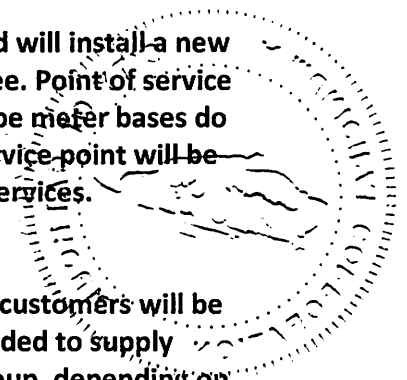 d will install a new
ee. Point of service
pe meter bases do
rvice point will be
ervices.
customers will be
ded to supply
oup, depending on